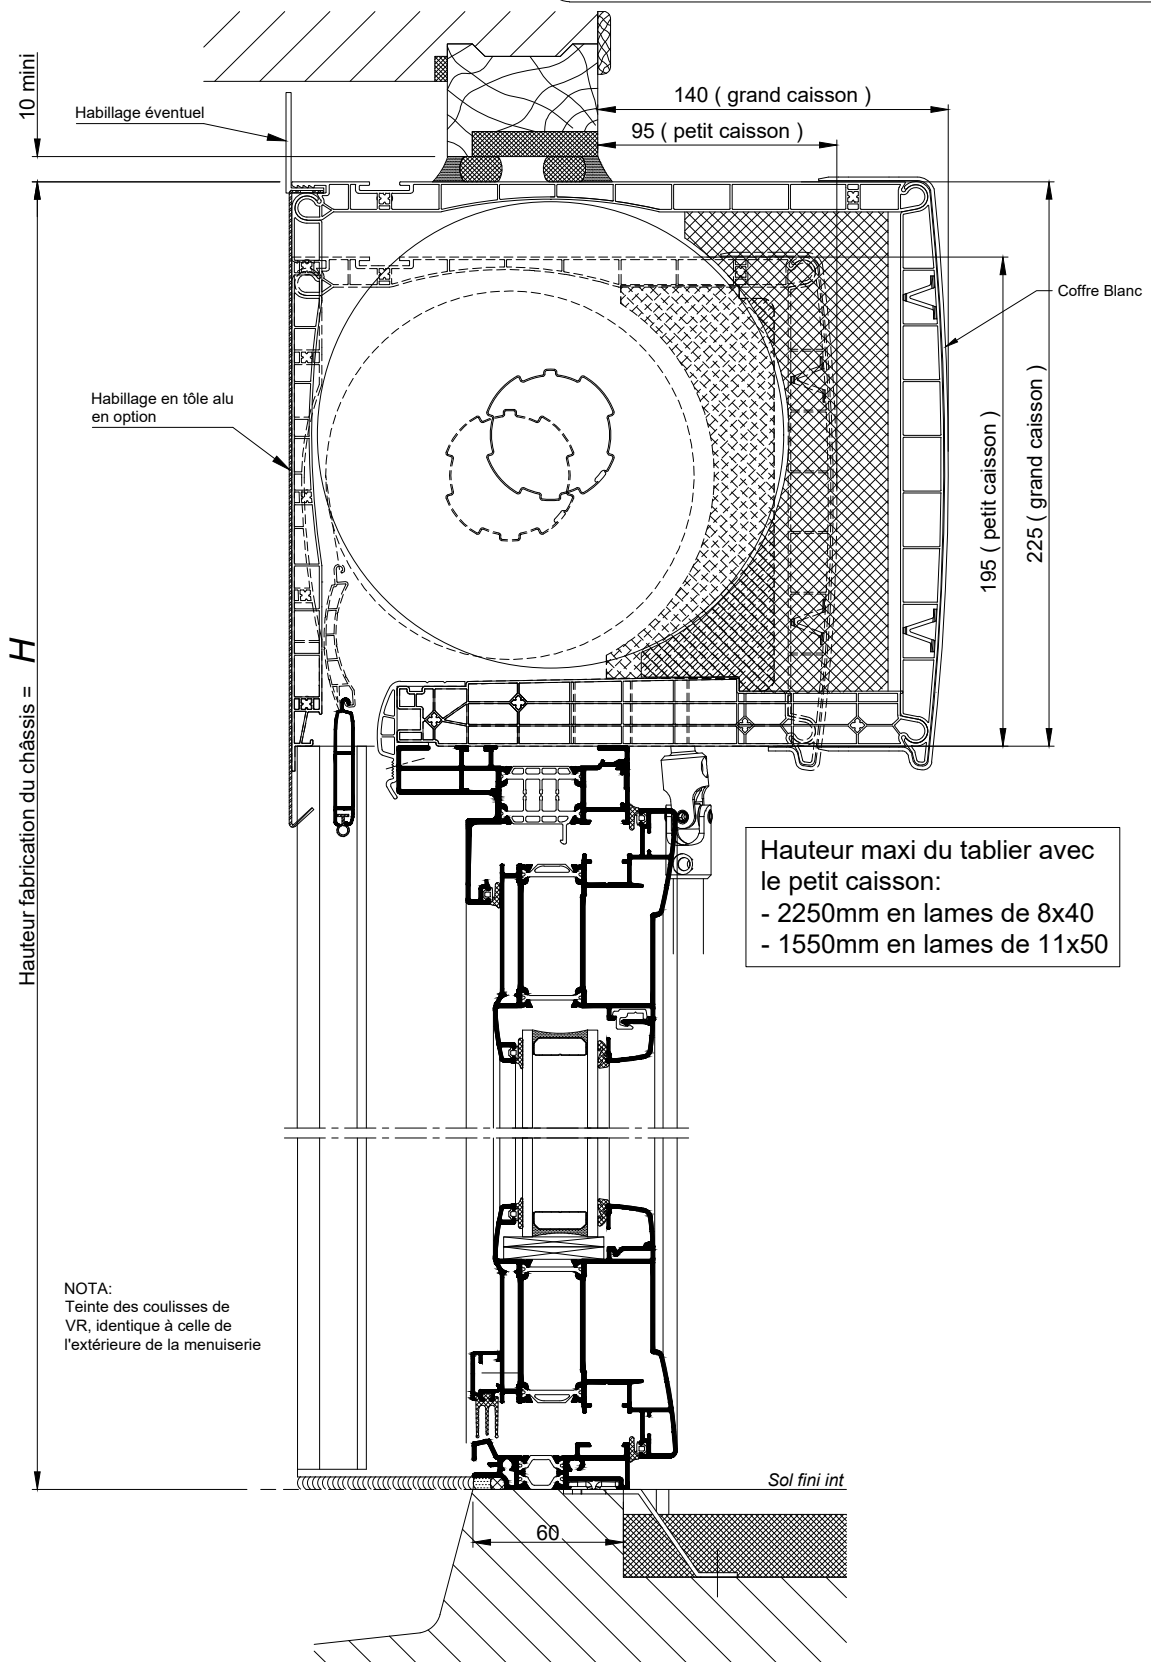 10 mini
Habillage éventuel
140 ( grand caisson )
95 ( petit caisson )
Coffre Blanc
Habillage en tôle alu
en option
195 ( petit caisson )
225 ( grand caisson )
Hauteur fabrication du châssis = H
Hauteur maxi du tablier avec
le petit caisson:
- 2250mm en lames de 8x40
- 1550mm en lames de 11x50
NOTA:
Teinte des coulisses de
VR, identique à celle de
l'extérieure de la menuiserie
Sol fini int
60